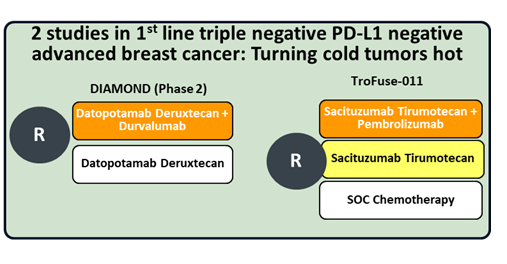 2 studies in 1st line triple negative PD-L1 negative
advanced breast cancer: Turning cold tumors hot
DIAMOND (Phase 2)
R
Datopotamab Deruxtecan +
Durvalumab
Datopotamab Deruxtecan
TroFuse-011
R
Sacituzumab Tirumotecan +
Pembrolizumab
Sacituzumab Tirumotecan
SOC Chemotherapy